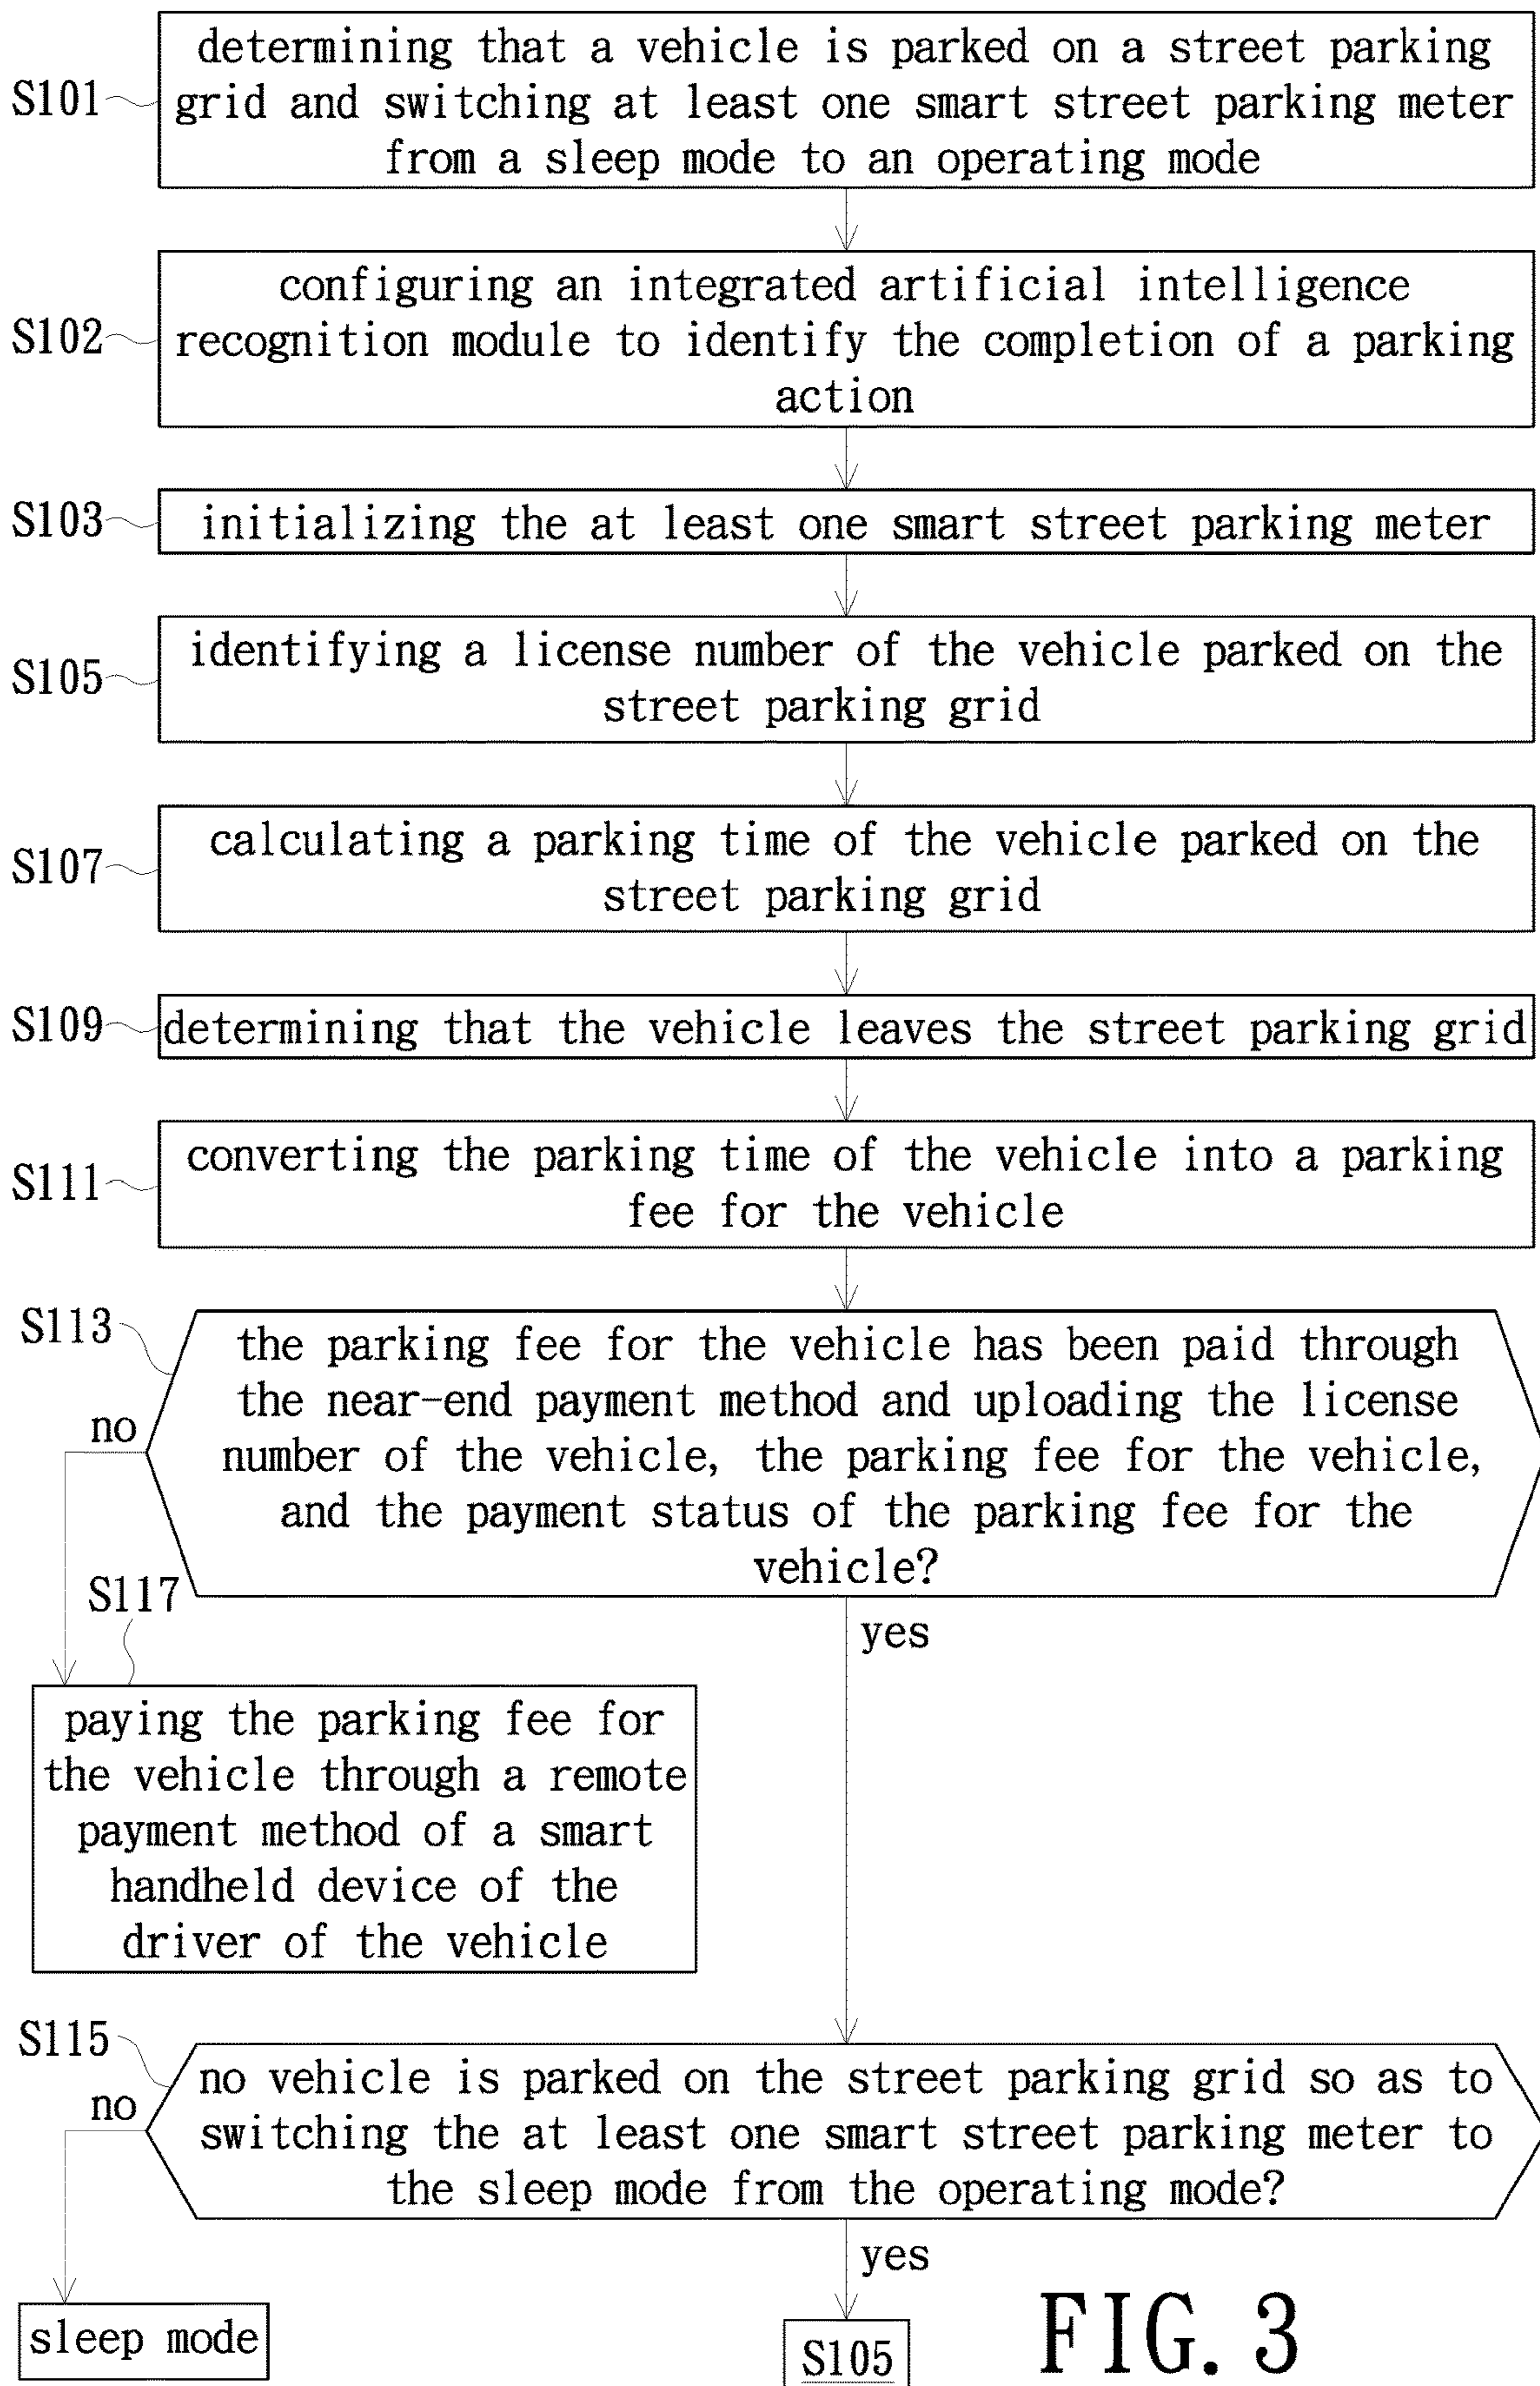 S101
determining that a vehicle is parked on a street parking
grid and switching at least one smart street parking meter
from a sleep mode to an operating mode
S102
configuring an integrated artificial intelligence
recognition module to identify the completion of a parking
action
S103
initializing the at least one smart street parking meter
S105
identifying a license number of the vehicle parked on the
street parking grid
S107
calculating a parking time of the vehicle parked on the
street parking grid
S109
determining that the vehicle leaves the street parking grid
S111
converting the parking time of the vehicle into a parking
fee for the vehicle
S113
the parking fee for the vehicle has been paid through
the near-end payment method and uploading the license
number of the vehicle, the parking fee for the vehicle,
and the payment status of the parking fee for the
vehicle?
no
yes
S117
paying the parking fee for
the vehicle through a remote
payment method of a smart
handheld device of the
driver of the vehicle
S115
no vehicle is parked on the street parking grid so as to
switching the at least one smart street parking meter to
the sleep mode from the operating mode?
no
yes
sleep mode
S105
FIG. 3